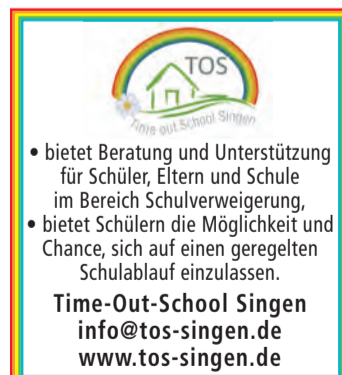 TOS
Time out School Singen
• bietet Beratung und Unterstützung
für Schüler, Eltern und Schule
im Bereich Schulverweigerung,
• bietet Schülern die Möglichkeit und
Chance, sich auf einen geregelten
Schulablauf einzulassen.
Time-Out-School Singen
info@tos-singen.de
www.tos-singen.de